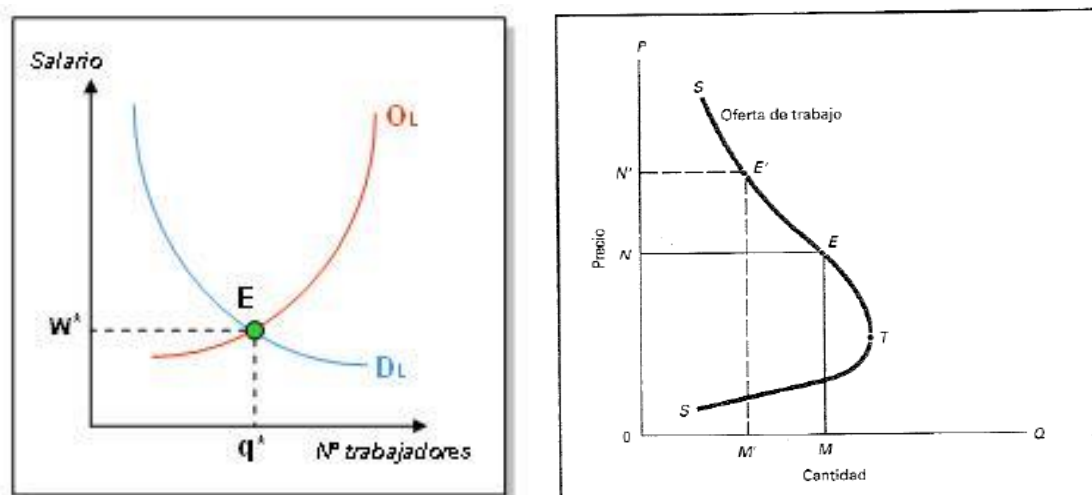 Salario
OL
E
W*
DL
q*
Nº trabajadores
P
S
Oferta de trabajo
N'
E'
Precio
N
E
T
S
0
M'
M
Q
Cantidad